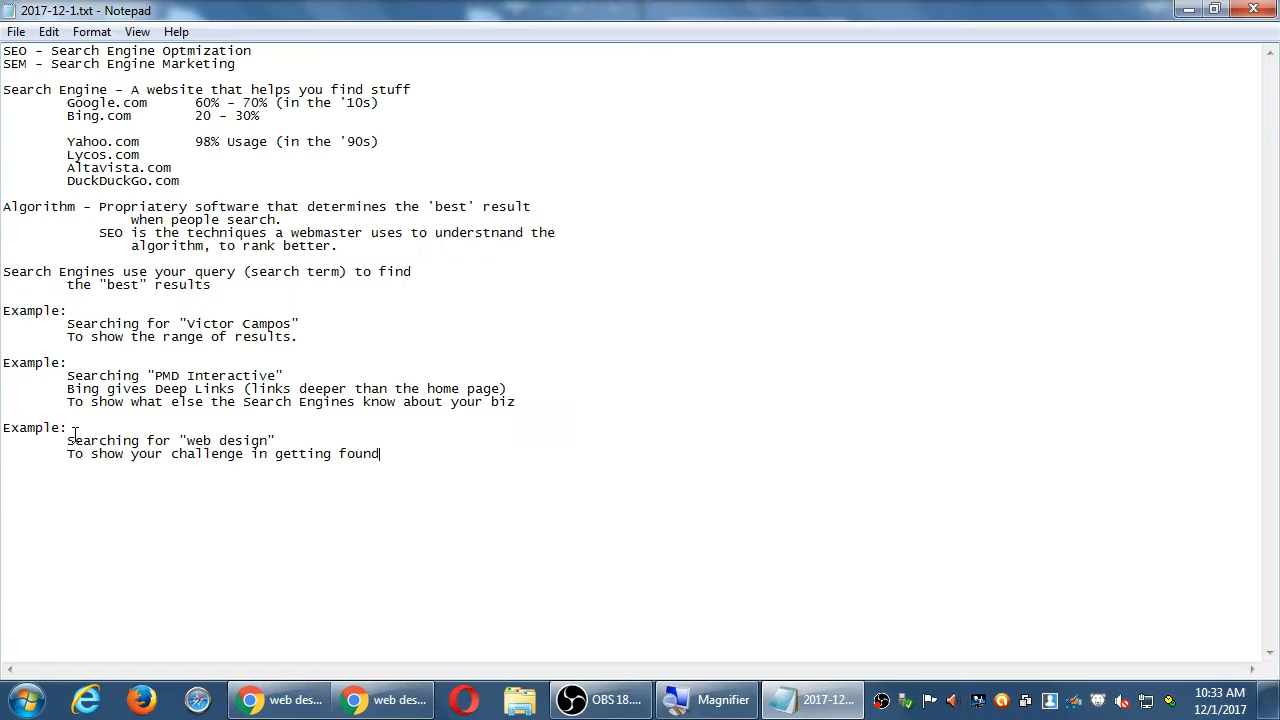 2017-12-1.txt - Notepad
File Edit Format View Help
SEO - Search Engine Optmization
SEM - Search Engine Marketing
Search Engine - A website that helps you find stuff
Google.com 60% - 70% (in the '10s)
Bing.com 20 - 30%
Yahoo.com 98% Usage (in the '90s)
Lycos.com
Altavista.com
DuckDuckGo.com
Algorithm - Propriatery software that determines the 'best' result
when people search.
SEO is the techniques a webmaster uses to understnand the
algorithm, to rank better.
Search Engines use your query (search term) to find
the "best" results
Example:
Searching for "Victor Campos"
To show the range of results.
Example:
Searching "PMD Interactive"
Bing gives Deep Links (links deeper than the home page)
To show what else the Search Engines know about your biz
Example:
Searching for "web design"
To show your challenge in getting found
web des... web des... OBS 18.... Magnifier 2017-12... 10:33 AM
12/1/2017